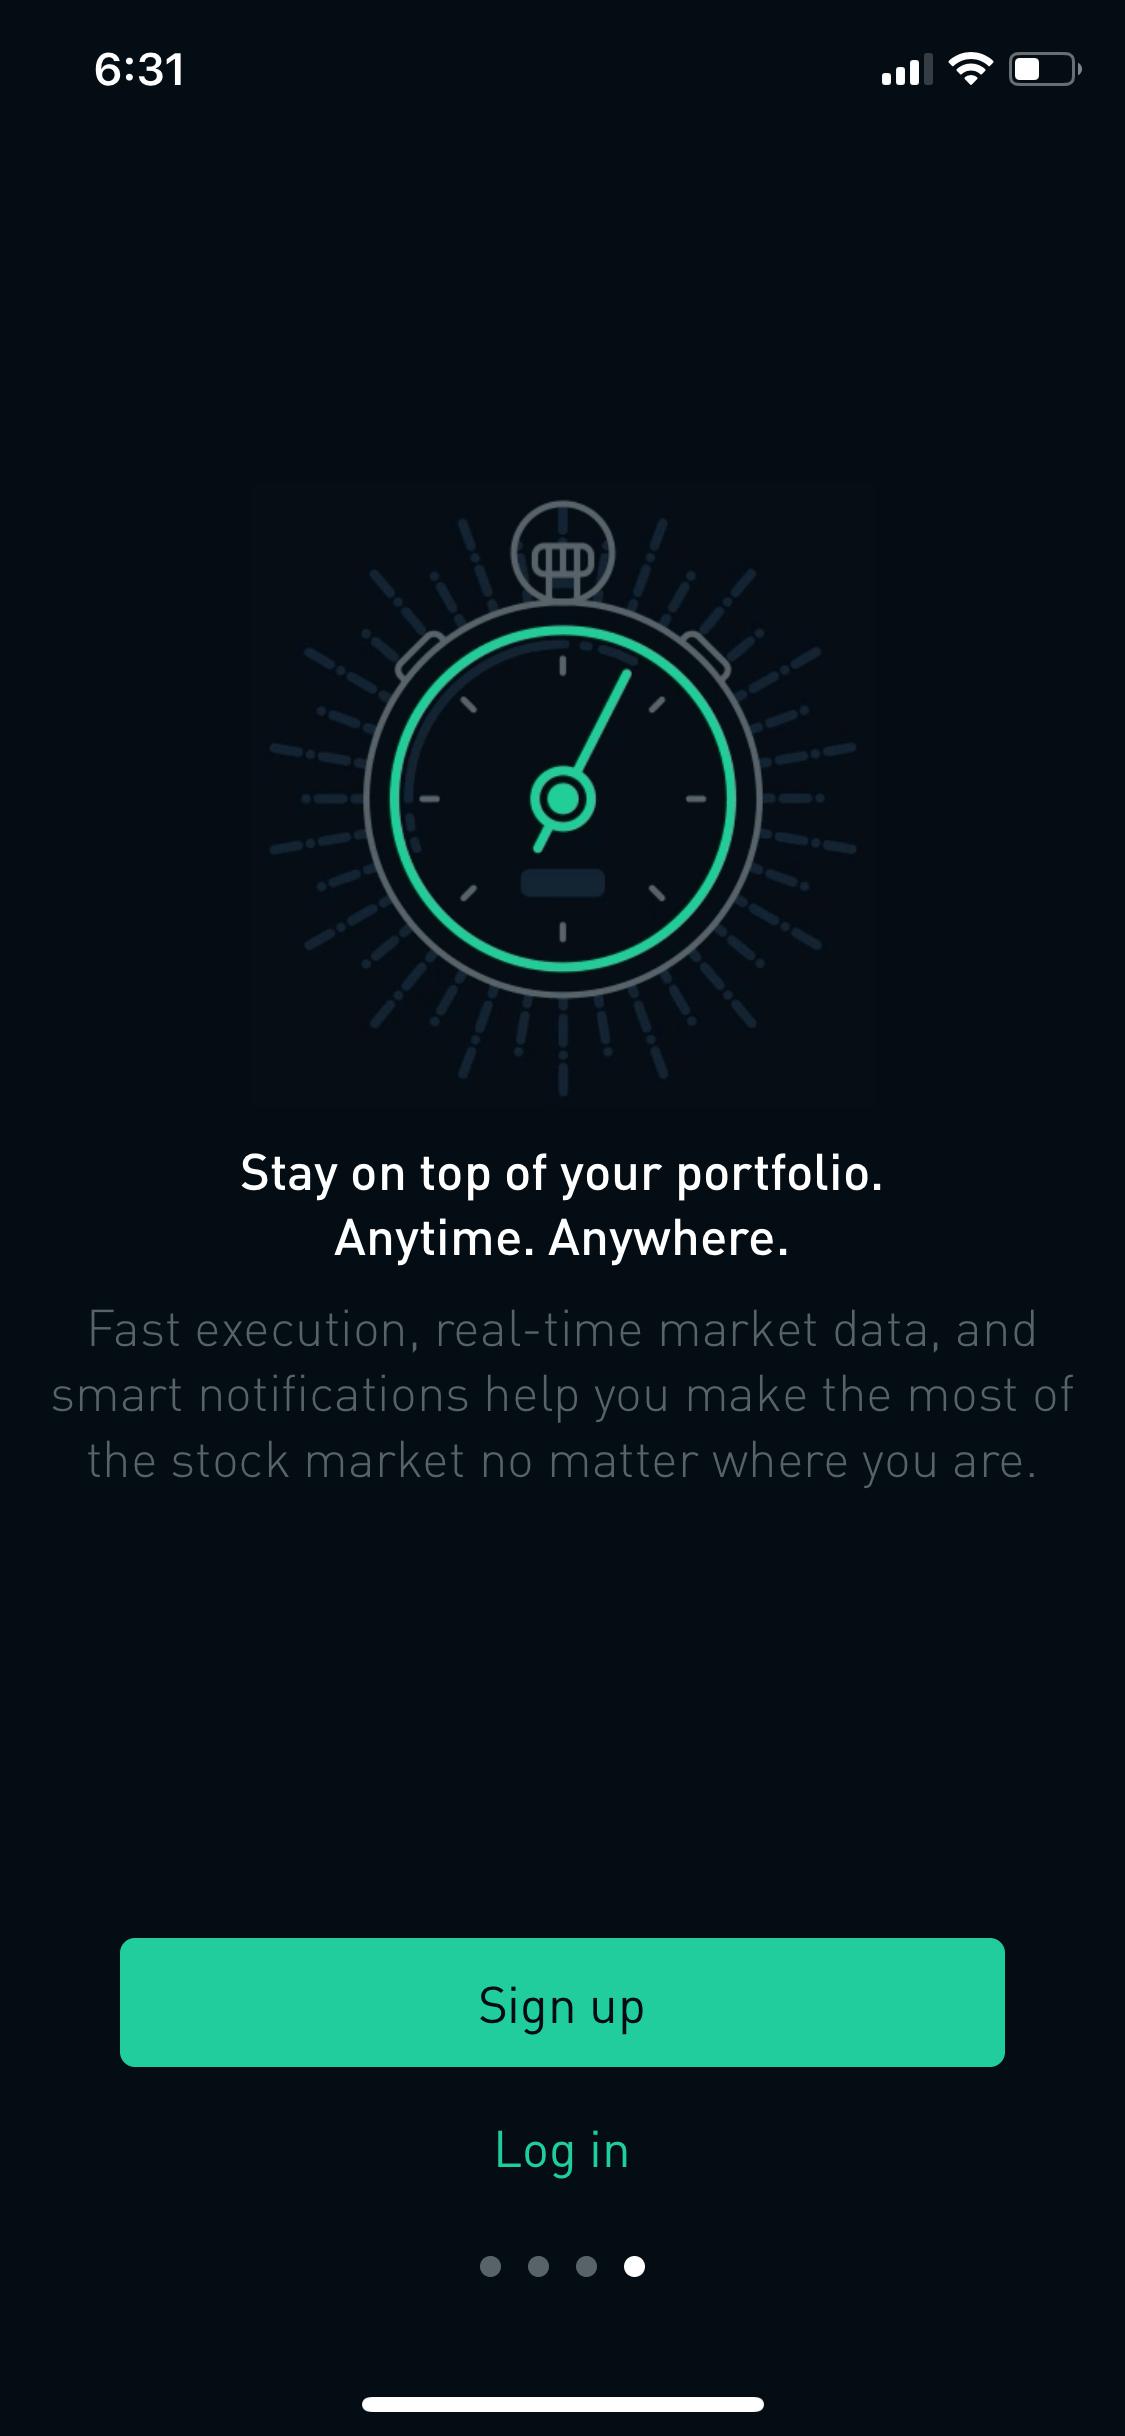 6:31
Stay on top of your portfolio.
Anytime. Anywhere.
Fast execution, real-time market data, and
smart notifications help you make the most of
the stock market no matter where you are.
Sign up
Log in